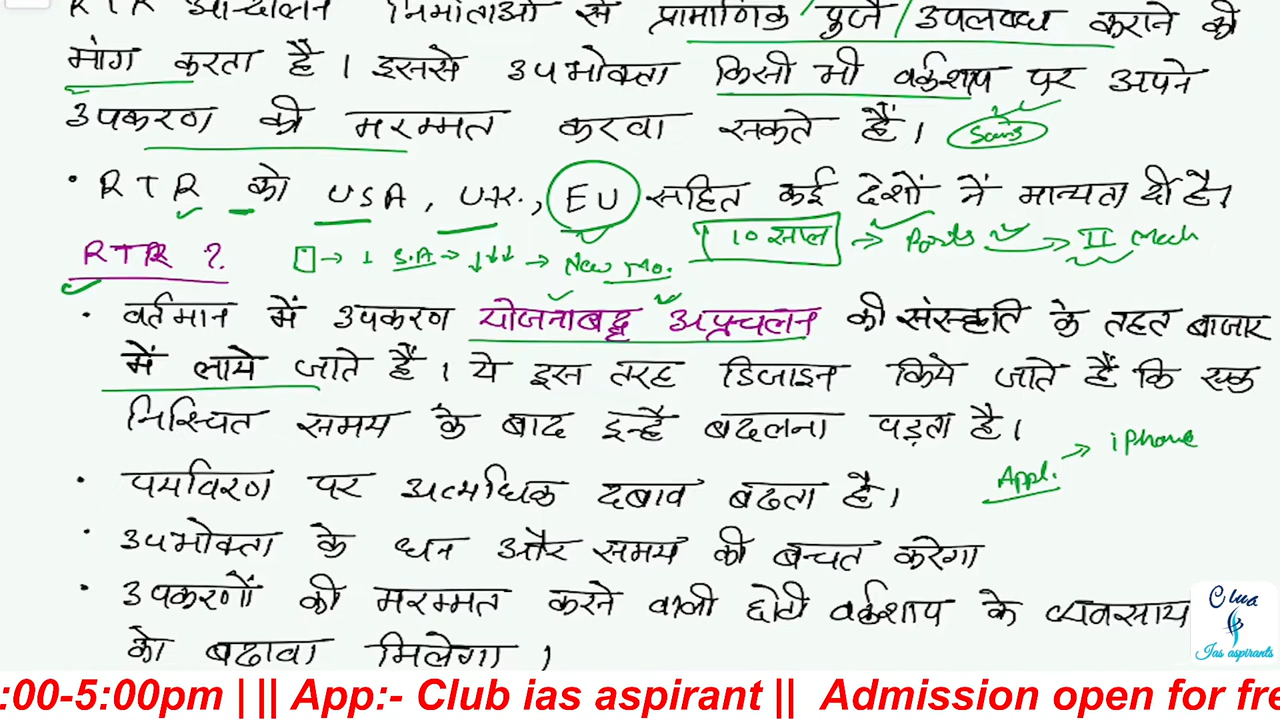 RTR आन्दोलन निर्माताओं से प्रामाणिक पुर्जे / उपलब्ध कराने की
मांग करता है। इससे उपभोक्ता किसी भी वर्कशाप पर अपने
उपकरण की मरम्मत करवा सकते हैं।
RTR को USA, U.K., EU सहित कई देशों में मान्यता दी है।
10 साल → Parts → II Mech
RTR ?
→ New Mo.
वर्तमान में उपकरण योजनाबद्ध अप्रचलन की संस्कृति के तहत बाजार
में लाये जाते हैं। ये इस तरह डिजाइन किये जाते हैं कि एक
निश्चित समय के बाद इन्हे बदलना पड़ता है।
Appl. → iPhone
पर्यावरण पर अत्यधिक दबाव बढता है।
उपभोक्ता के धन और समय की बचत करेगा
उपकरणों की मरम्मत करने वाली छोटी वर्कशाप के व्यवसाय
को बढावा मिलेगा।
Clua
Ias aspirants
:00-5:00pm | || App:- Club ias aspirant || Admission open for fre